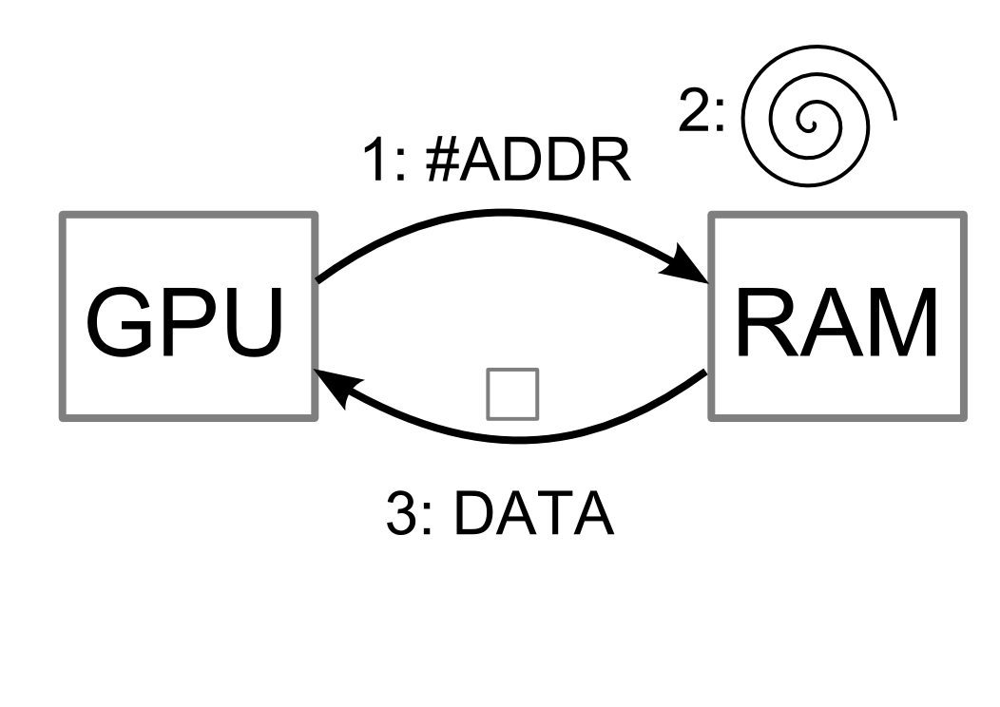 2:
1: #ADDR
GPU
RAM
3: DATA